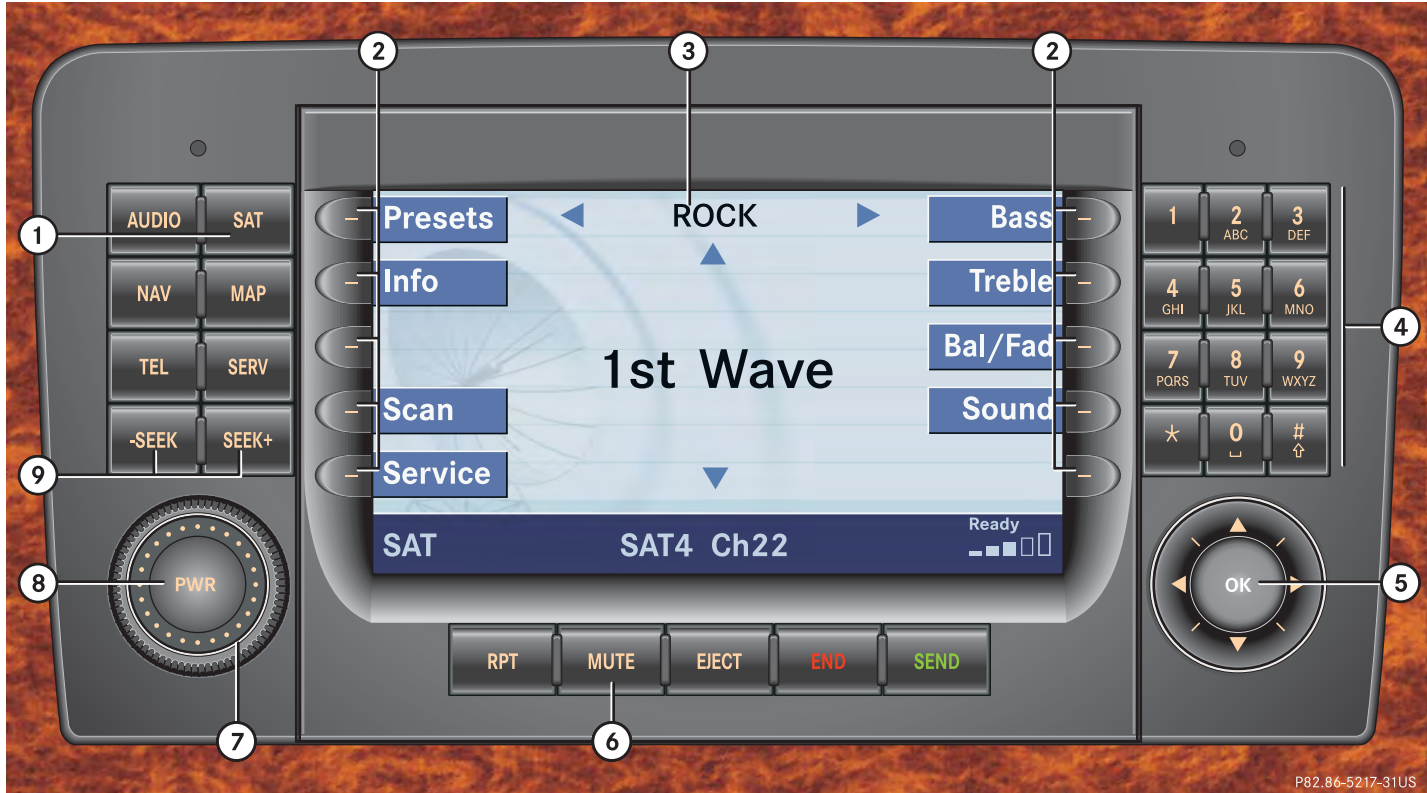 2
3
2
1
AUDIO
SAT
NAV
MAP
TEL
SERV
-SEEK
SEEK+
9
Presets
ROCK
Bass
Info
Treble
Bal/Fad
1st Wave
Scan
Sound
Service
SAT
SAT4 Ch22
Ready
1
2 ABC
3 DEF
4 GHI
5 JKL
6 MNO
7 PQRS
8 TUV
9 WXYZ
*
0
#
4
8
PWR
7
OK
5
RPT
MUTE
EJECT
END
SEND
6
P82.86-5217-31US